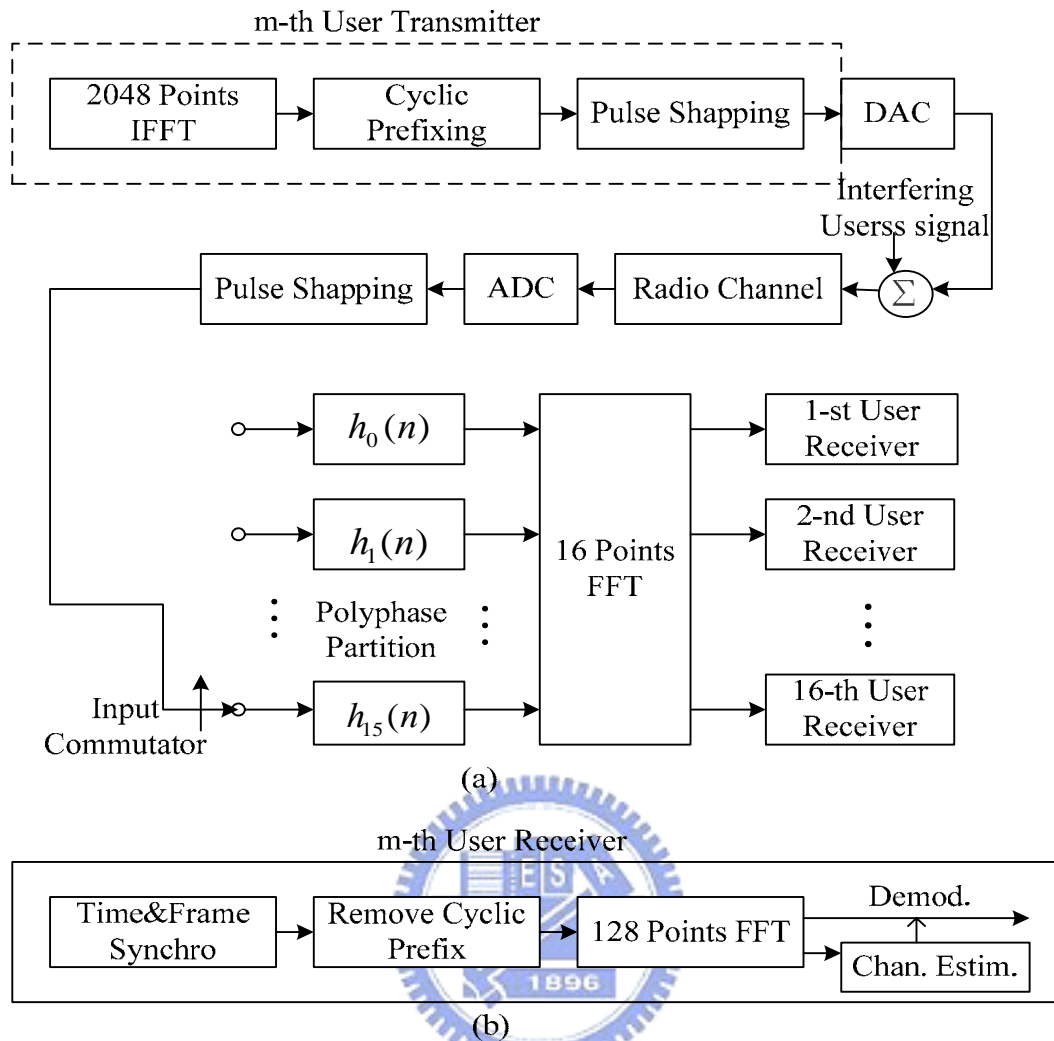 m-th User Transmitter
2048 Points
IFFT
Cyclic
Prefixing
Pulse Shapping
DAC
Interfering
Userss signal
Pulse Shapping
ADC
Radio Channel
Σ
h₀(n)
1-st User
Receiver
h₁(n)
16 Points
FFT
2-nd User
Receiver
Polyphase
Partition
Input
Commutator
h₁₅(n)
16-th User
Receiver
(a)
m-th User Receiver
E S A
Time&Frame
Synchro
Remove Cyclic
Prefix
128 Points FFT
Demod.
Chan. Estim.
1896
(b)